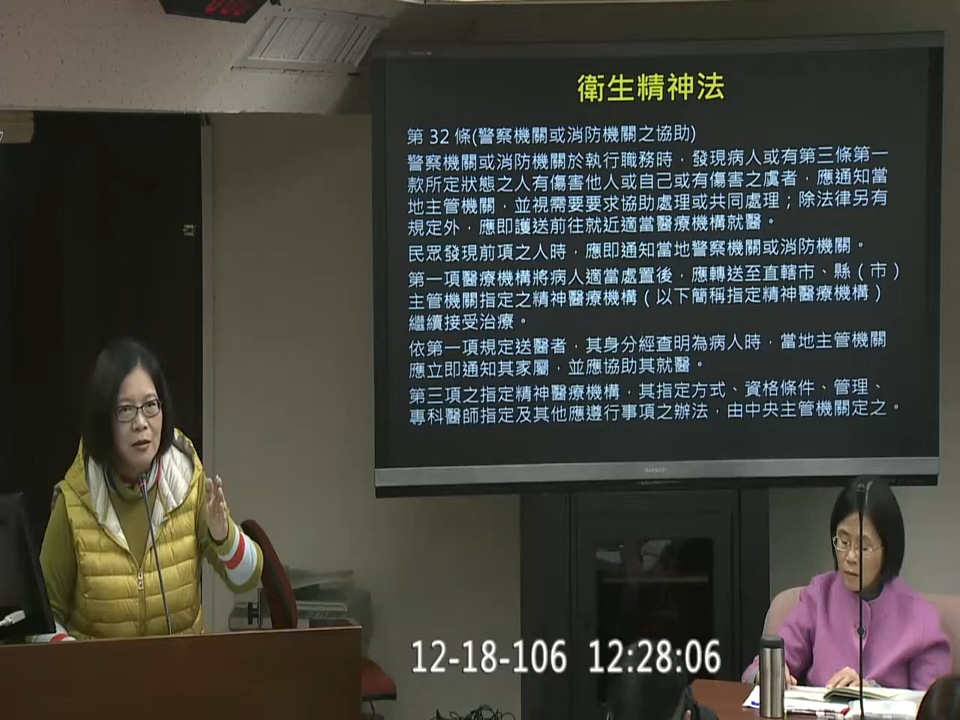 衛生精神法
第 32 條(警察機關或消防機關之協助)
警察機關或消防機關於執行職務時，發現病人或有第三條第一
款所定狀態之人有傷害他人或自己或有傷害之虞者，應通知當
地主管機關，並視需要要求協助處理或共同處理；除法律另有
規定外，應即護送前往就近適當醫療機構就醫。
民眾發現前項之人時，應即通知當地警察機關或消防機關。
第一項醫療機構將病人適當處置後，應轉送至直轄市、縣（市）
主管機關指定之精神醫療機構（以下簡稱指定精神醫療機構）
繼續接受治療。
依第一項規定送醫者，其身分經查明為病人時，當地主管機關
應立即通知其家屬，並應協助其就醫。
第三項之指定精神醫療機構，其指定方式、資格條件、管理、
專科醫師指定及其他應遵行事項之辦法，由中央主管機關定之。
SHARP
12-18-106 12:28:06